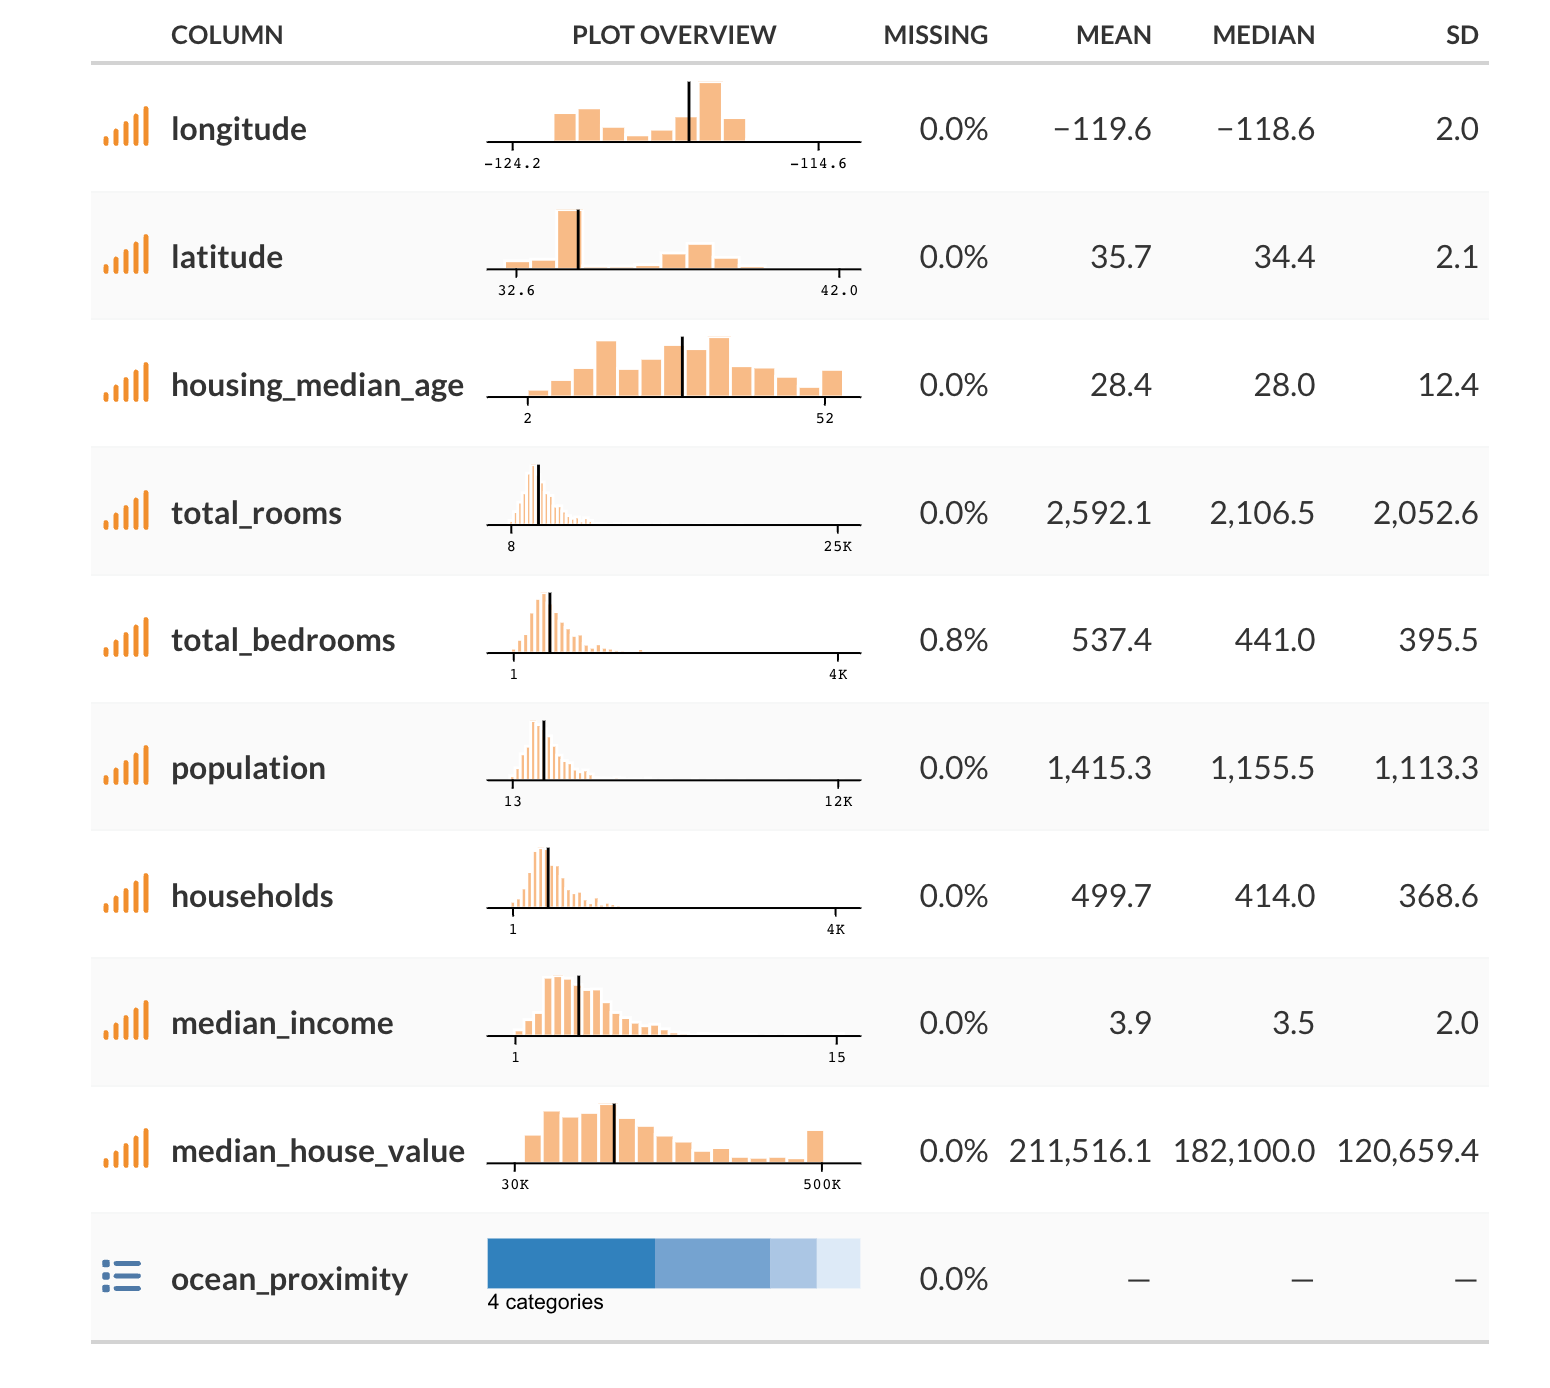 COLUMN PLOT OVERVIEW MISSING MEAN MEDIAN SD
longitude 0.0% −119.6 −118.6 2.0
-124.2 -114.6
latitude 0.0% 35.7 34.4 2.1
32.6 42.0
housing_median_age 0.0% 28.4 28.0 12.4
2 52
total_rooms 0.0% 2,592.1 2,106.5 2,052.6
8 25K
total_bedrooms 0.8% 537.4 441.0 395.5
1 4K
population 0.0% 1,415.3 1,155.5 1,113.3
13 12K
households 0.0% 499.7 414.0 368.6
1 4K
median_income 0.0% 3.9 3.5 2.0
1 15
median_house_value 0.0% 211,516.1 182,100.0 120,659.4
30K 500K
ocean_proximity 0.0% — — —
4 categories